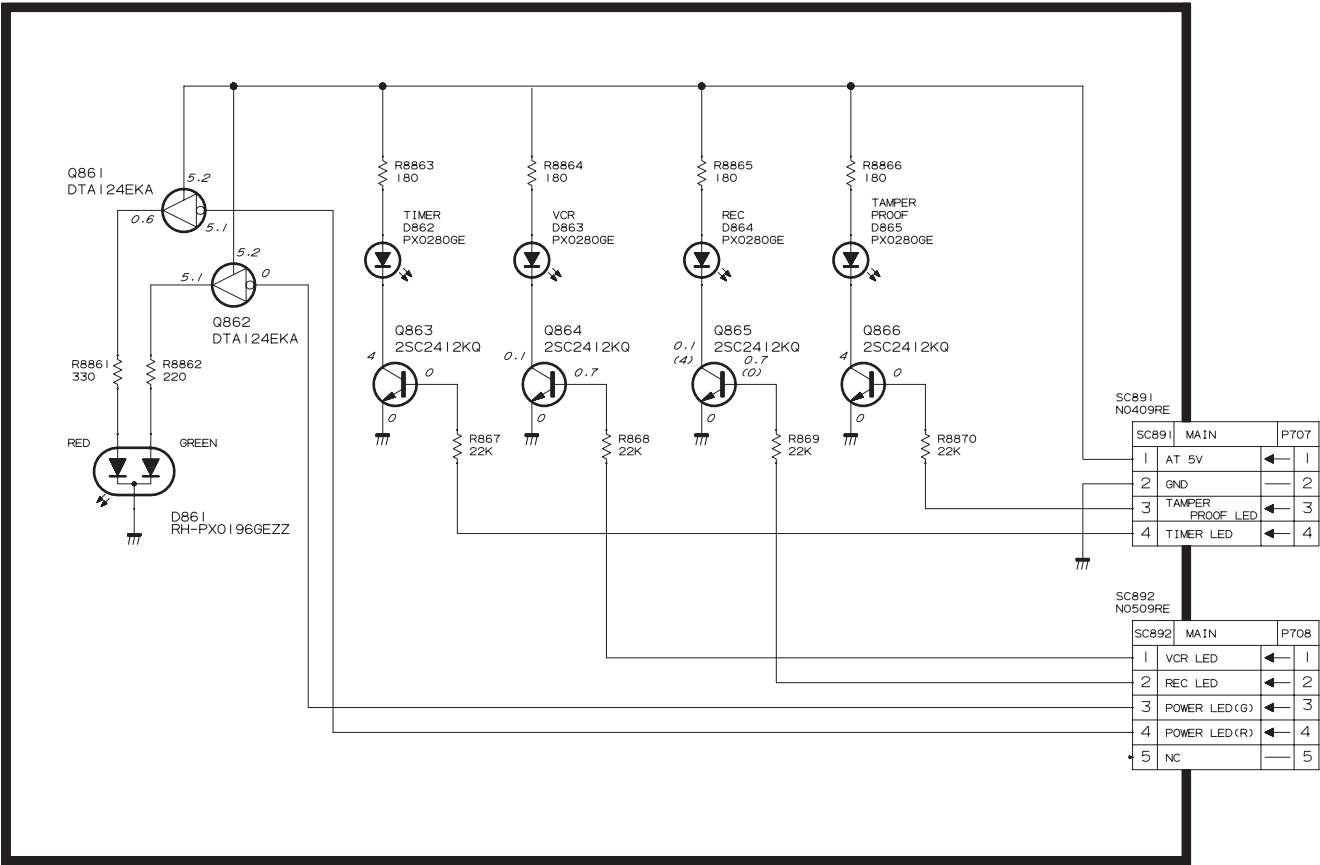 Q861
DTA124EKA
5.2
0.6
5.1
5.2
5.1
0
Q862
DTA124EKA
R8861
330
R8862
220
RED
GREEN
D861
RH-PX0196GEZZ
R8863
180
TIMER
D862
PX0280GE
Q863
2SC2412KQ
4
0
0
R867
22K
R8864
180
VCR
D863
PX0280GE
Q864
2SC2412KQ
0.1
0.7
0
R868
22K
R8865
180
REC
D864
PX0280GE
Q865
2SC2412KQ
0.1
(4)
0.7
(0)
0
R869
22K
R8866
180
TAMPER
PROOF
D865
PX0280GE
Q866
2SC2412KQ
4
0
0
R8870
22K
SC891
N0409RE
SC891 MAIN P707
1 AT 5V 1
2 GND 2
3 TAMPER PROOF LED 3
4 TIMER LED 4
SC892
N0509RE
SC892 MAIN P708
1 VCR LED 1
2 REC LED 2
3 POWER LED(G) 3
4 POWER LED(R) 4
5 NC 5